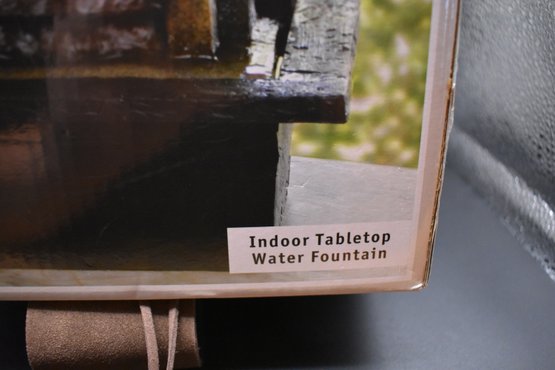 Indoor Tabletop
Water Fountain